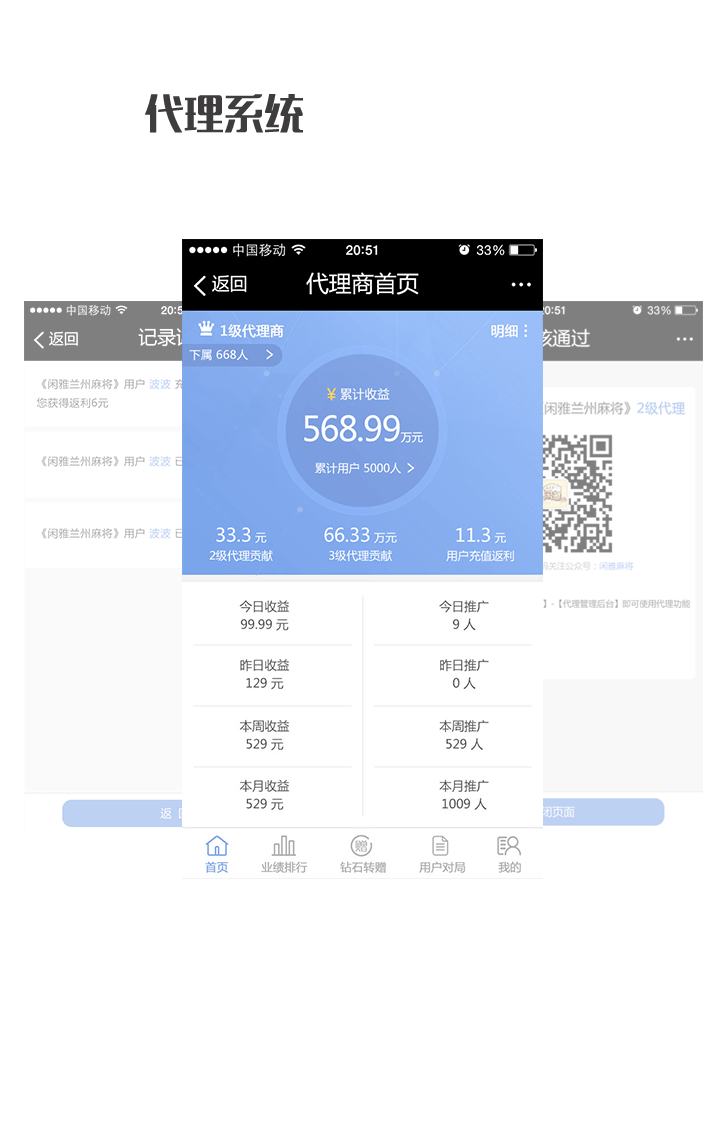 代理系统
中国移动 20:51 33%
返回 代理商首页
1级代理商 明细
下属 668人
¥ 累计收益
568.99万元
累计用户 5000人
33.3 元 66.33 万元 11.3 元
2级代理贡献 3级代理贡献 用户充值返利
今日收益 今日推广
99.99 元 9 人
昨日收益 昨日推广
129 元 0 人
本周收益 本周推广
529 元 529 人
本月收益 本月推广
529 元 1009 人
首页 业绩排行 赠 钻石转赠 用户对局 我的
中国移动 20:5
返回 记录
《闲雅兰州麻将》用户 波波 充
您获得返利6元
《闲雅兰州麻将》用户 波波 已
《闲雅兰州麻将》用户 波波 已
返
0:51 33%
核通过
闲雅兰州麻将》2级代理
码关注公众号：闲雅麻将
】-【代理管理后台】即可使用代理功能
闭页面